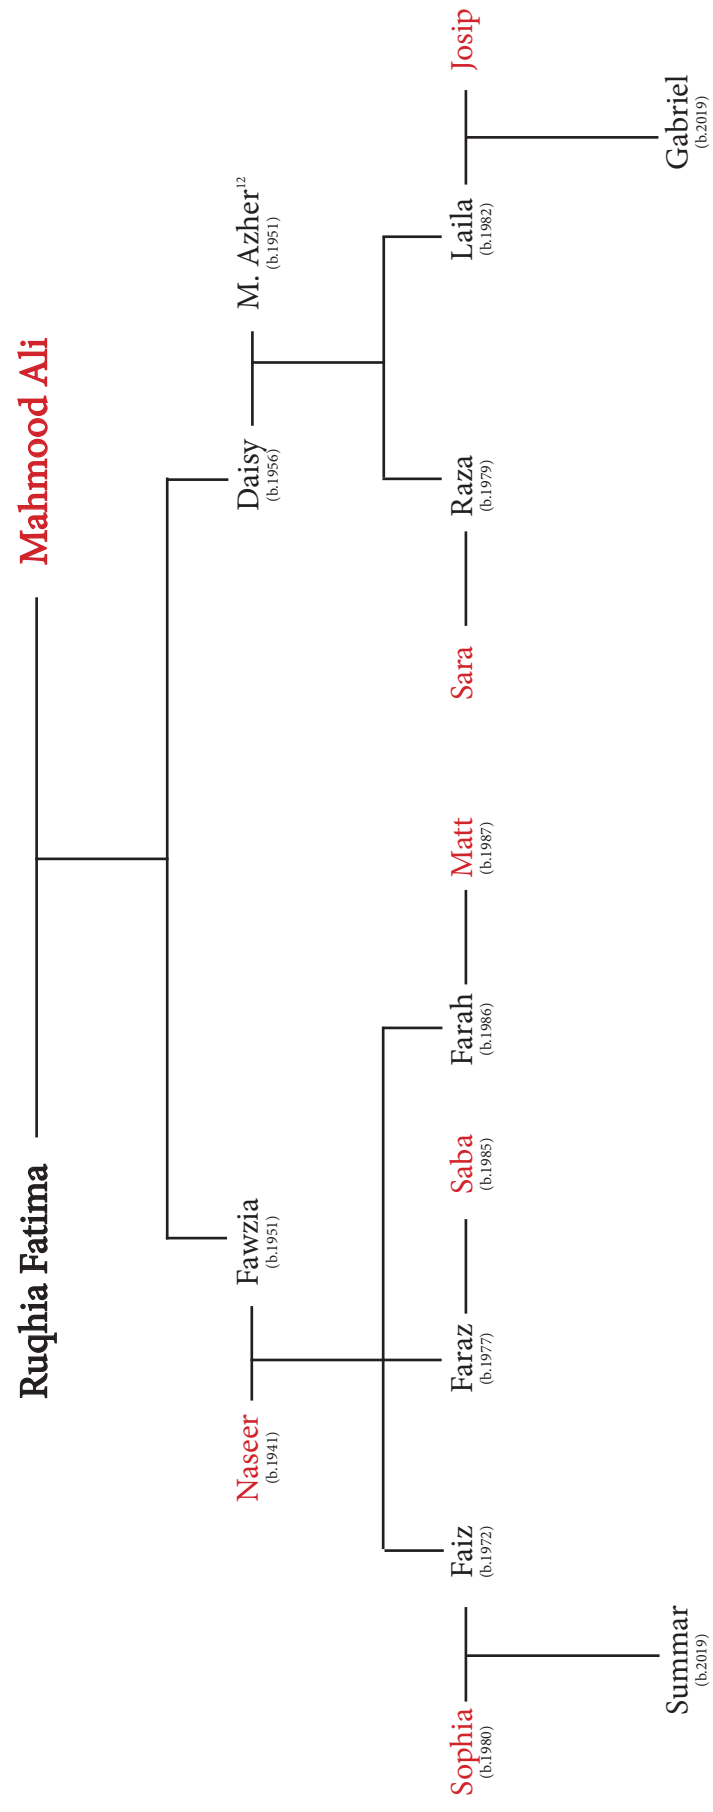 Ruqhia Fatima
Mahmood Ali
Naseer
(b.1941)
Fawzia
(b.1951)
Daisy
(b.1956)
M. Azher12
(b.1951)
Sophia
(b.1980)
Faiz
(b.1972)
Faraz
(b.1977)
Saba
(b.1985)
Farah
(b.1986)
Matt
(b.1987)
Sara
Raza
(b.1979)
Laila
(b.1982)
Josip
Summar
(b.2019)
Gabriel
(b.2019)